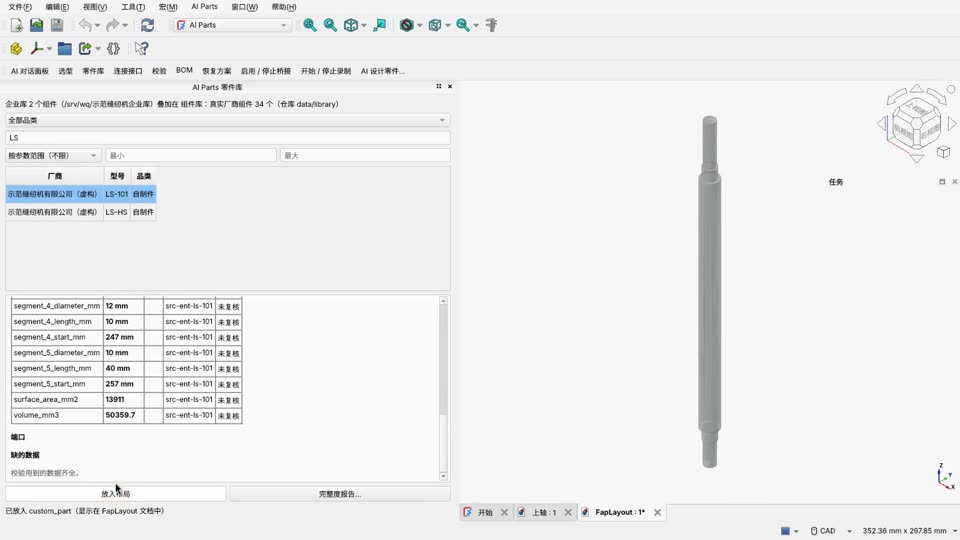 文件(F) 编辑(E) 视图(V) 工具(T) 宏(M) AI Parts 窗口(W) 帮助(H)
AI Parts
AI 对话面板 选型 零件库 连接接口 校验 BOM 恢复方案 启用 / 停止桥接 开始 / 停止录制 AI 设计零件...
AI Parts 零件库
企业库 2 个组件（/srv/wq/示范缝纫机企业库）叠加在 组件库：真实厂商组件 34 个（仓库 data/library）
全部品类
LS
按参数范围（不限） 最小 最大
厂商 型号 品类
示范缝纫机有限公司（虚构） LS-101 自制件
示范缝纫机有限公司（虚构） LS-HS 自制件
segment_4_diameter_mm 12 mm src-ent-ls-101 未复核
segment_4_length_mm 10 mm src-ent-ls-101 未复核
segment_4_start_mm 247 mm src-ent-ls-101 未复核
segment_5_diameter_mm 10 mm src-ent-ls-101 未复核
segment_5_length_mm 40 mm src-ent-ls-101 未复核
segment_5_start_mm 257 mm src-ent-ls-101 未复核
surface_area_mm2 13911 src-ent-ls-101 未复核
volume_mm3 50359.7 src-ent-ls-101 未复核
端口
缺的数据
校验用到的数据齐全。
放入布局 完整度报告...
已放入 custom_part（显示在 FapLayout 文档中）
任务
Z
X
开始 上轴 : 1 FapLayout : 1*
CAD 352.36 mm x 297.85 mm